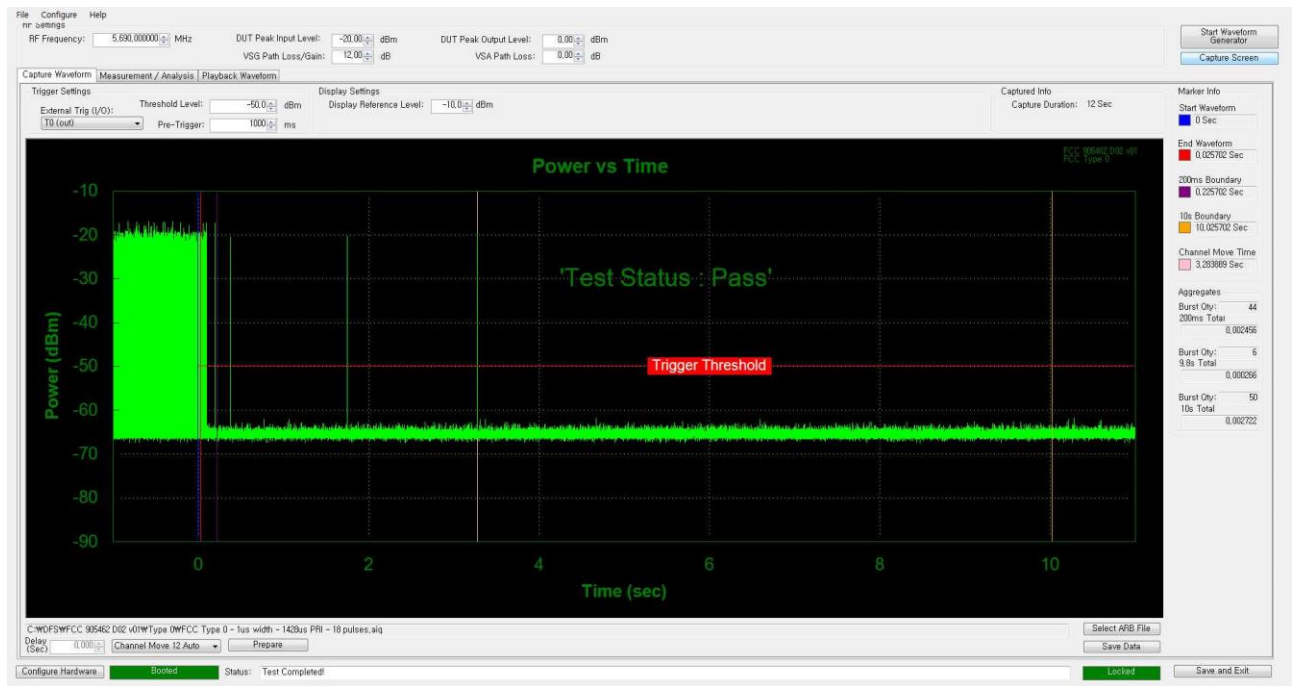 File Configure Help
RF Settings
RF Frequency: 5,690,000000 MHz DUT Peak Input Level: -20,00 dBm DUT Peak Output Level: 0,00 dBm
VSG Path Loss/Gain: 12,00 dB VSA Path Loss: 0,00 dB
Start Waveform Generator
Capture Screen
Capture Waveform Measurement / Analysis Playback Waveform
Trigger Settings
External Trig (I/O): Threshold Level: -50,0 dBm
T0 (out) Pre-Trigger: 1000 ms
Display Settings
Display Reference Level: -10,0 dBm
Captured Info
Capture Duration: 12 Sec
Power vs Time
FCC 905462 D02 v01
FCC Type 0
-10
-20
-30
-40
-50
-60
-70
-80
-90
Power (dBm)
'Test Status : Pass'
Trigger Threshold
0 2 4 6 8 10
Time (sec)
Marker Info
Start Waveform
0 Sec
End Waveform
0,025702 Sec
200ms Boundary
0,225702 Sec
10s Boundary
10,025702 Sec
Channel Move Time
3,283889 Sec
Aggregates
Burst Qty: 44
200ms Total
0,002456
Burst Qty: 6
9,8s Total
0,000266
Burst Qty: 50
10s Total
0,002722
C:₩DFS₩FCC 905462 D02 v01₩Type 0₩FCC Type 0 - 1us width - 1428us PRI - 18 pulses,aiq
Select ARB File
Delay (Sec) 0,000 Channel Move 12 Auto Prepare
Save Data
Configure Hardware Booted Status: Test Completed! Locked Save and Exit